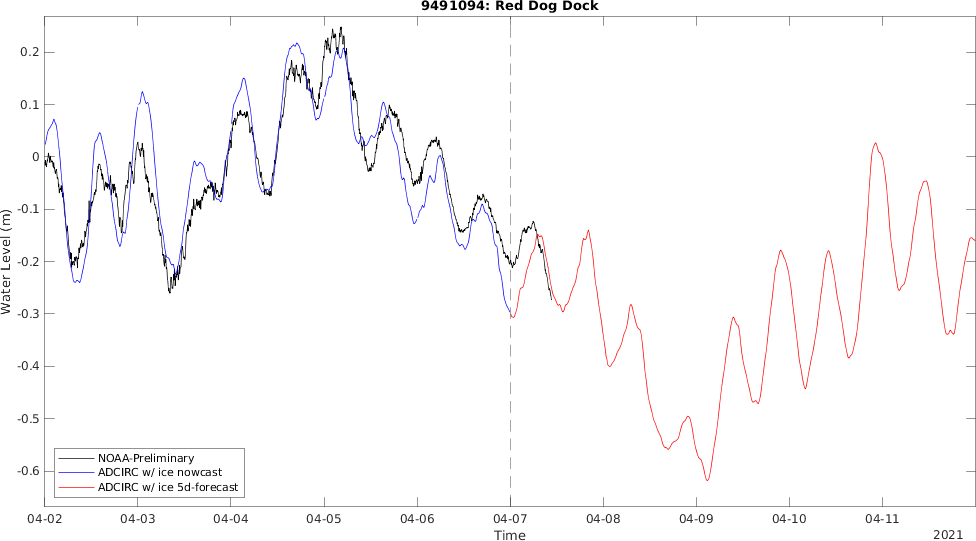 9491094: Red Dog Dock
Water Level (m)
0.2
0.1
0
-0.1
-0.2
-0.3
-0.4
-0.5
-0.6
NOAA-Preliminary
ADCIRC w/ ice nowcast
ADCIRC w/ ice 5d-forecast
04-02 04-03 04-04 04-05 04-06 04-07 04-08 04-09 04-10 04-11
Time
2021